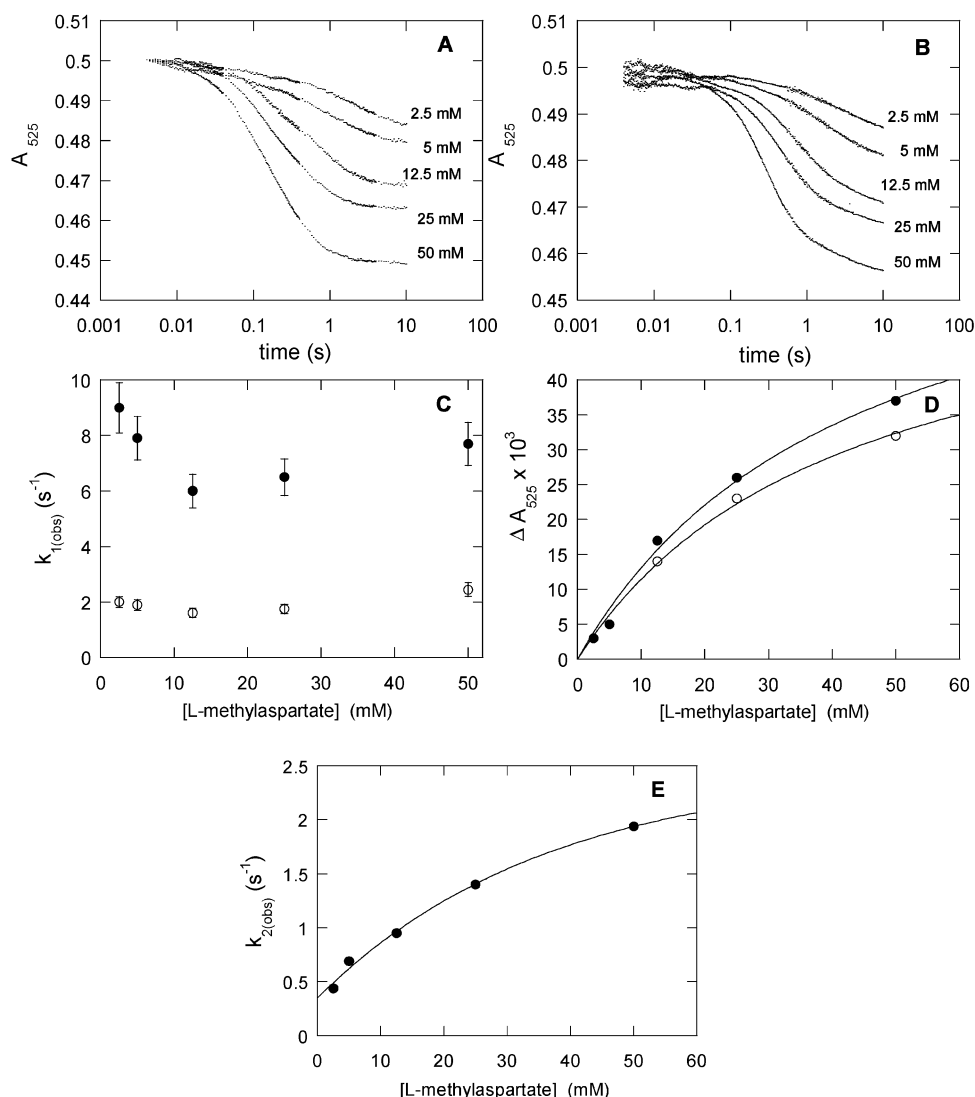 A
A 525
0.51
0.5
0.49
0.48
0.47
0.46
0.45
0.44
2.5 mM
5 mM
12.5 mM
25 mM
50 mM
0.001 0.01 0.1 1 10 100
time (s)
B
A 525
0.51
0.5
0.49
0.48
0.47
0.46
0.45
2.5 mM
5 mM
12.5 mM
25 mM
50 mM
0.001 0.01 0.1 1 10 100
time (s)
C
k1(obs) (s-1)
10
8
6
4
2
0
0 10 20 30 40 50
[L-methylaspartate] (mM)
D
Δ A525 x 10³
40
35
30
25
20
15
10
5
0
0 10 20 30 40 50 60
[L-methylaspartate] (mM)
E
k2(obs) (s-1)
2.5
2
1.5
1
0.5
0
0 10 20 30 40 50 60
[L-methylaspartate] (mM)